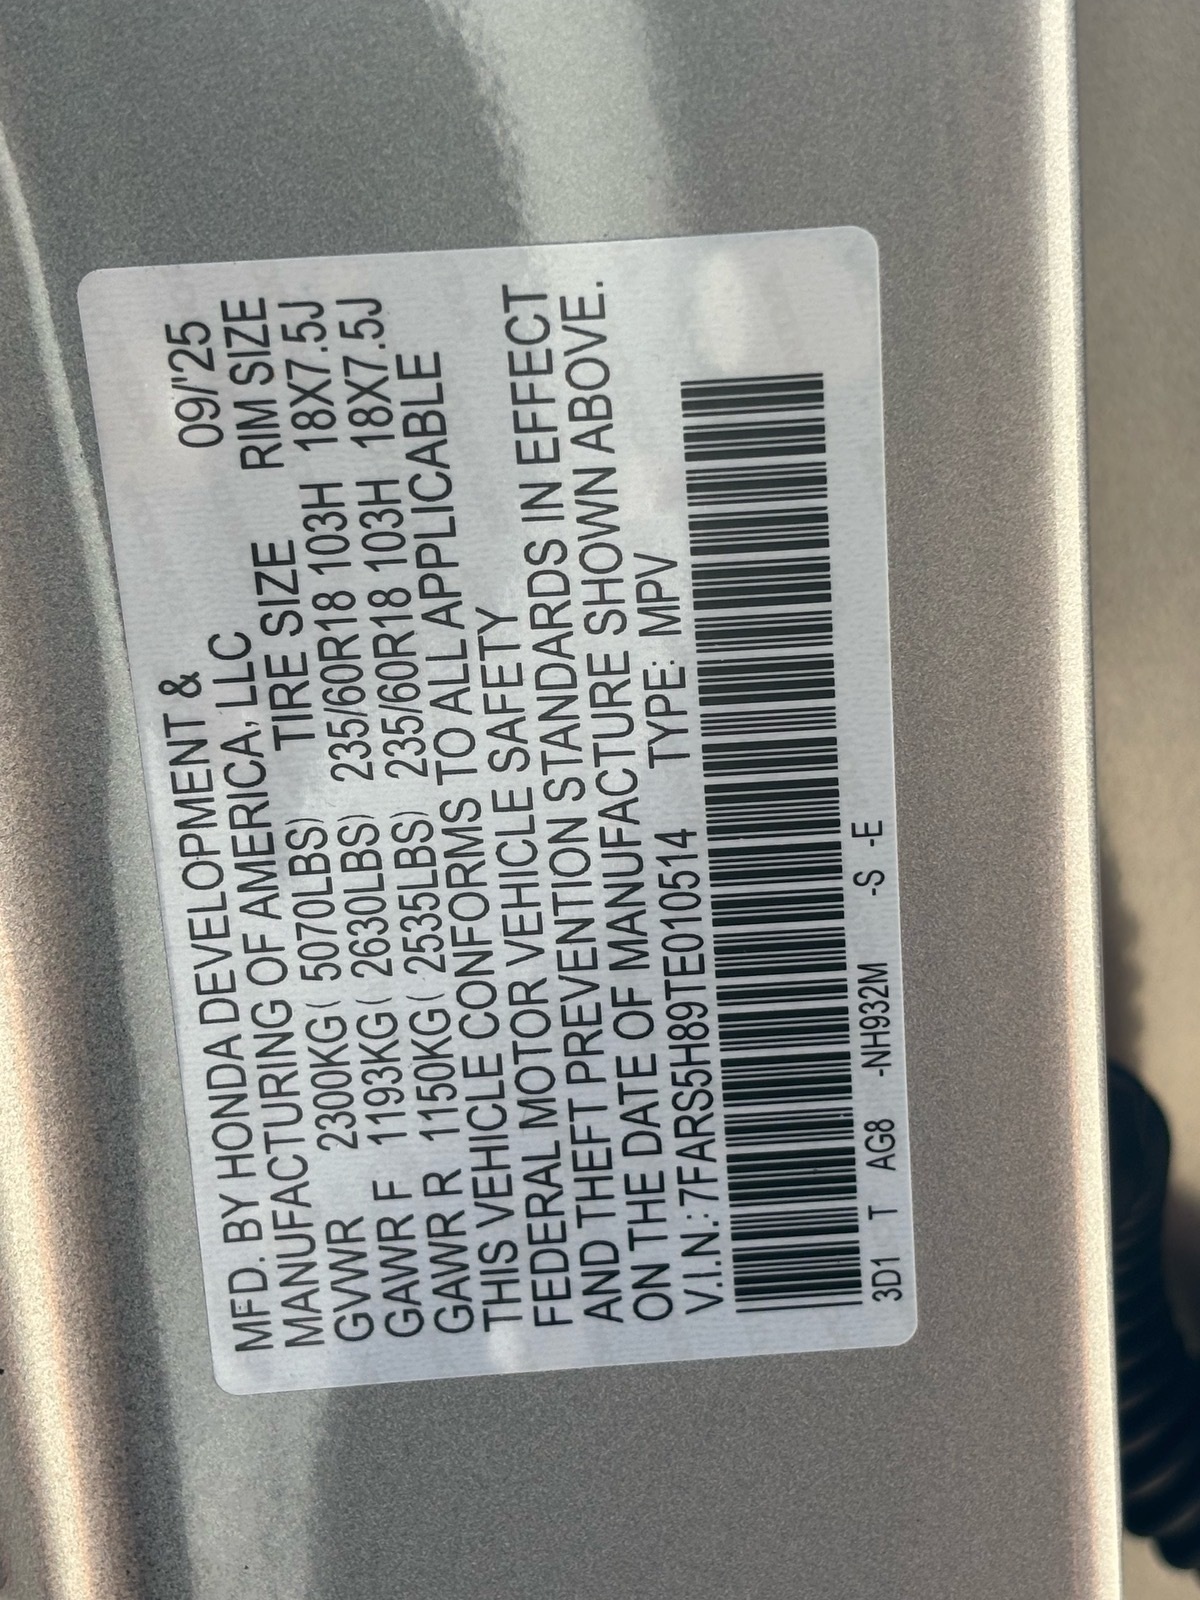 MFD. BY HONDA DEVELOPMENT & 09/'25
MANUFACTURING OF AMERICA, LLC
TIRE SIZE RIM SIZE
GVWR 2300KG ( 5070LBS) 235/60R18 103H 18X7.5J
GAWR F 1193KG ( 2630LBS) 235/60R18 103H 18X7.5J
GAWR R 1150KG ( 2535LBS)
THIS VEHICLE CONFORMS TO ALL APPLICABLE
FEDERAL MOTOR VEHICLE SAFETY
AND THEFT PREVENTION STANDARDS IN EFFECT
ON THE DATE OF MANUFACTURE SHOWN ABOVE.
V.I.N.: 7FARS5H89TE010514 TYPE: MPV
3D1 T AG8 -NH932M -S -E